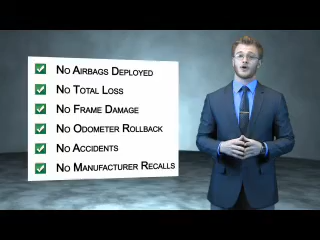 No Airbags Deployed
No Total Loss
No Frame Damage
No Odometer Rollback
No Accidents
No Manufacturer Recalls